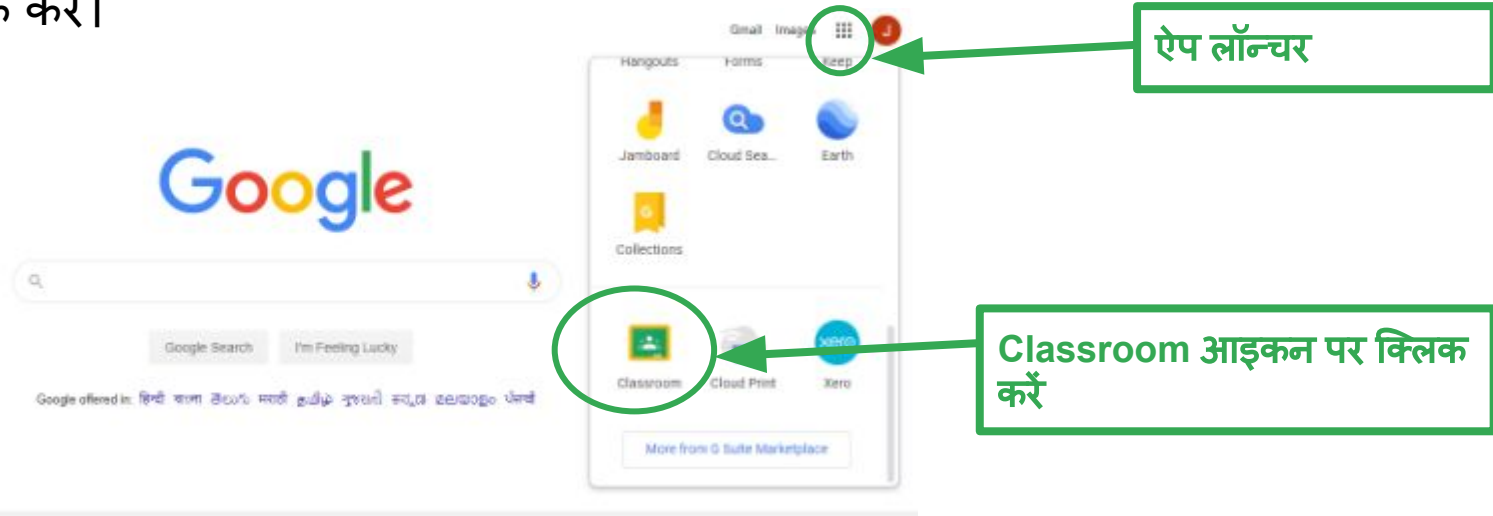 करें।
Gmail Images
J
ऐप लॉन्चर
Hangouts Forms Keep
Jamboard Cloud Sea... Earth
Google
G
Collections
xero
Classroom आइकन पर क्लिक
करें
Google Search I'm Feeling Lucky
Classroom Cloud Print Xero
Google offered in: हिन्दी বাংলা తెలుగు मराठी தமிழ் ગુજરાતી ಕನ್ನಡ മലയാളം ਪੰਜਾਬੀ
More from G Suite Marketplace